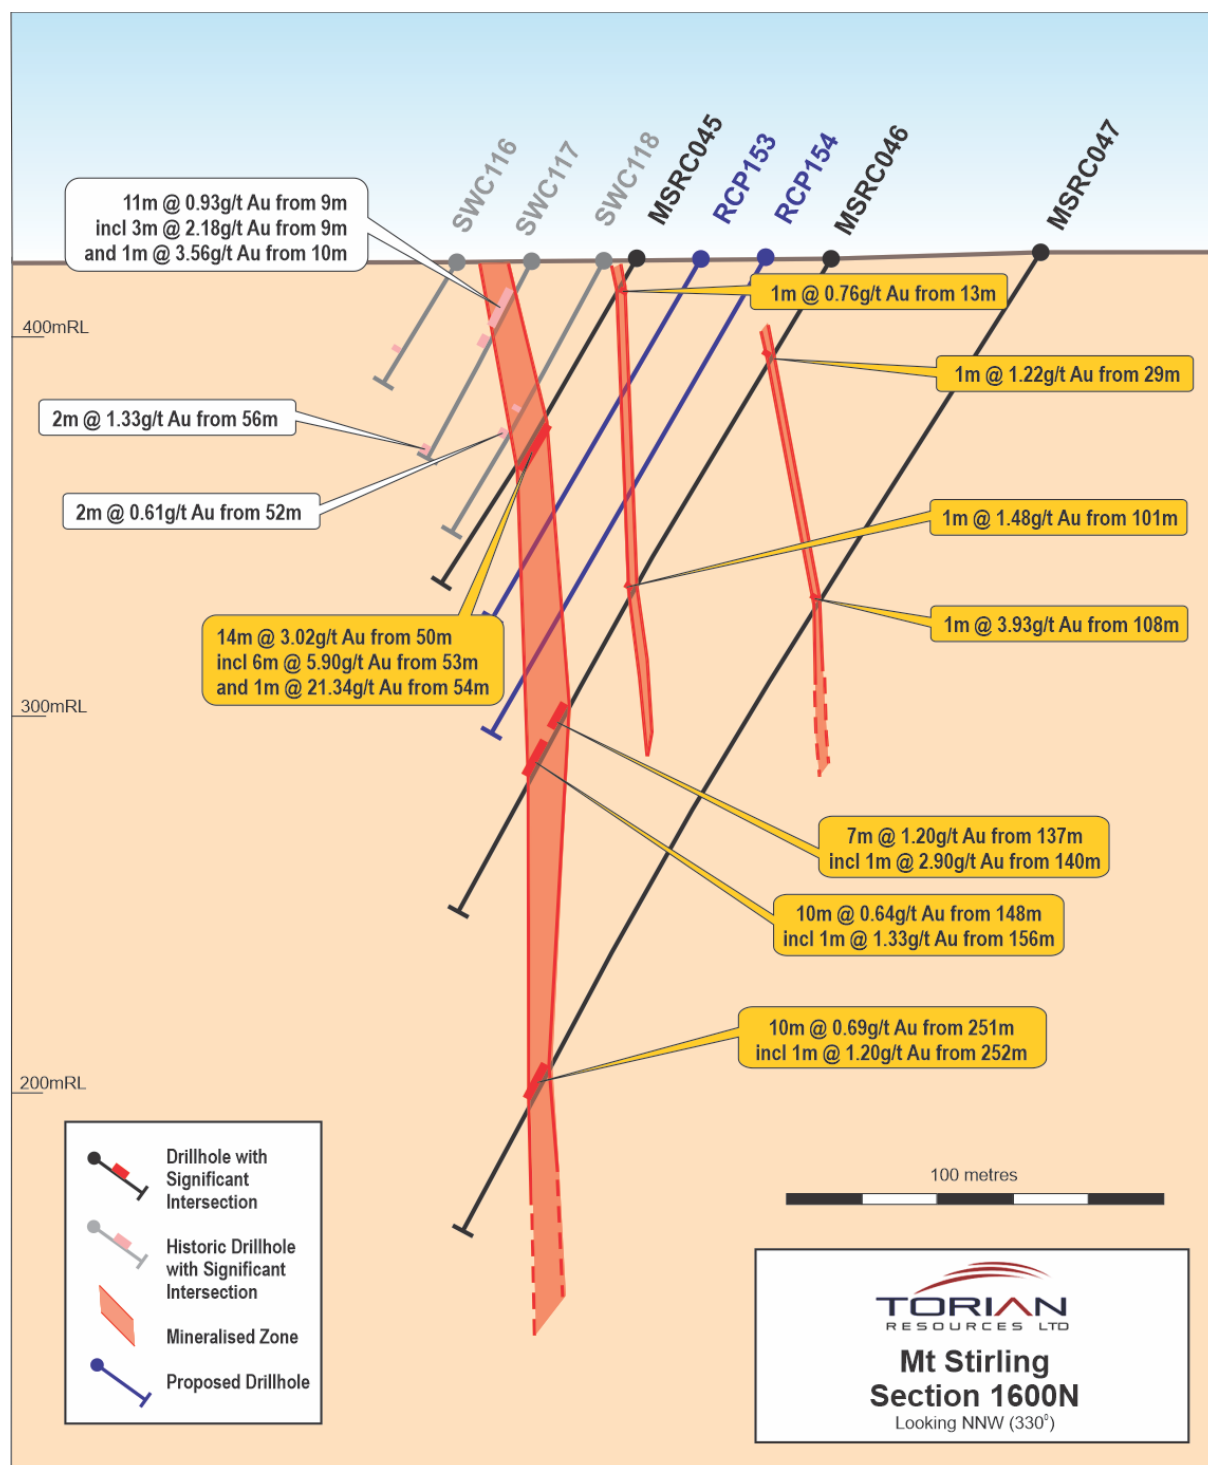 SWC116
SWC117
SWC118
MSRC045
RCP153
RCP154
MSRC046
MSRC047
11m @ 0.93g/t Au from 9m
incl 3m @ 2.18g/t Au from 9m
and 1m @ 3.56g/t Au from 10m
1m @ 0.76g/t Au from 13m
400mRL
1m @ 1.22g/t Au from 29m
2m @ 1.33g/t Au from 56m
2m @ 0.61g/t Au from 52m
1m @ 1.48g/t Au from 101m
1m @ 3.93g/t Au from 108m
14m @ 3.02g/t Au from 50m
incl 6m @ 5.90g/t Au from 53m
and 1m @ 21.34g/t Au from 54m
300mRL
7m @ 1.20g/t Au from 137m
incl 1m @ 2.90g/t Au from 140m
10m @ 0.64g/t Au from 148m
incl 1m @ 1.33g/t Au from 156m
10m @ 0.69g/t Au from 251m
incl 1m @ 1.20g/t Au from 252m
200mRL
Drillhole with
Significant
Intersection
Historic Drillhole
with Significant
Intersection
Mineralised Zone
Proposed Drillhole
100 metres
TORIAN
RESOURCES LTD
Mt Stirling
Section 1600N
Looking NNW (330⁰)